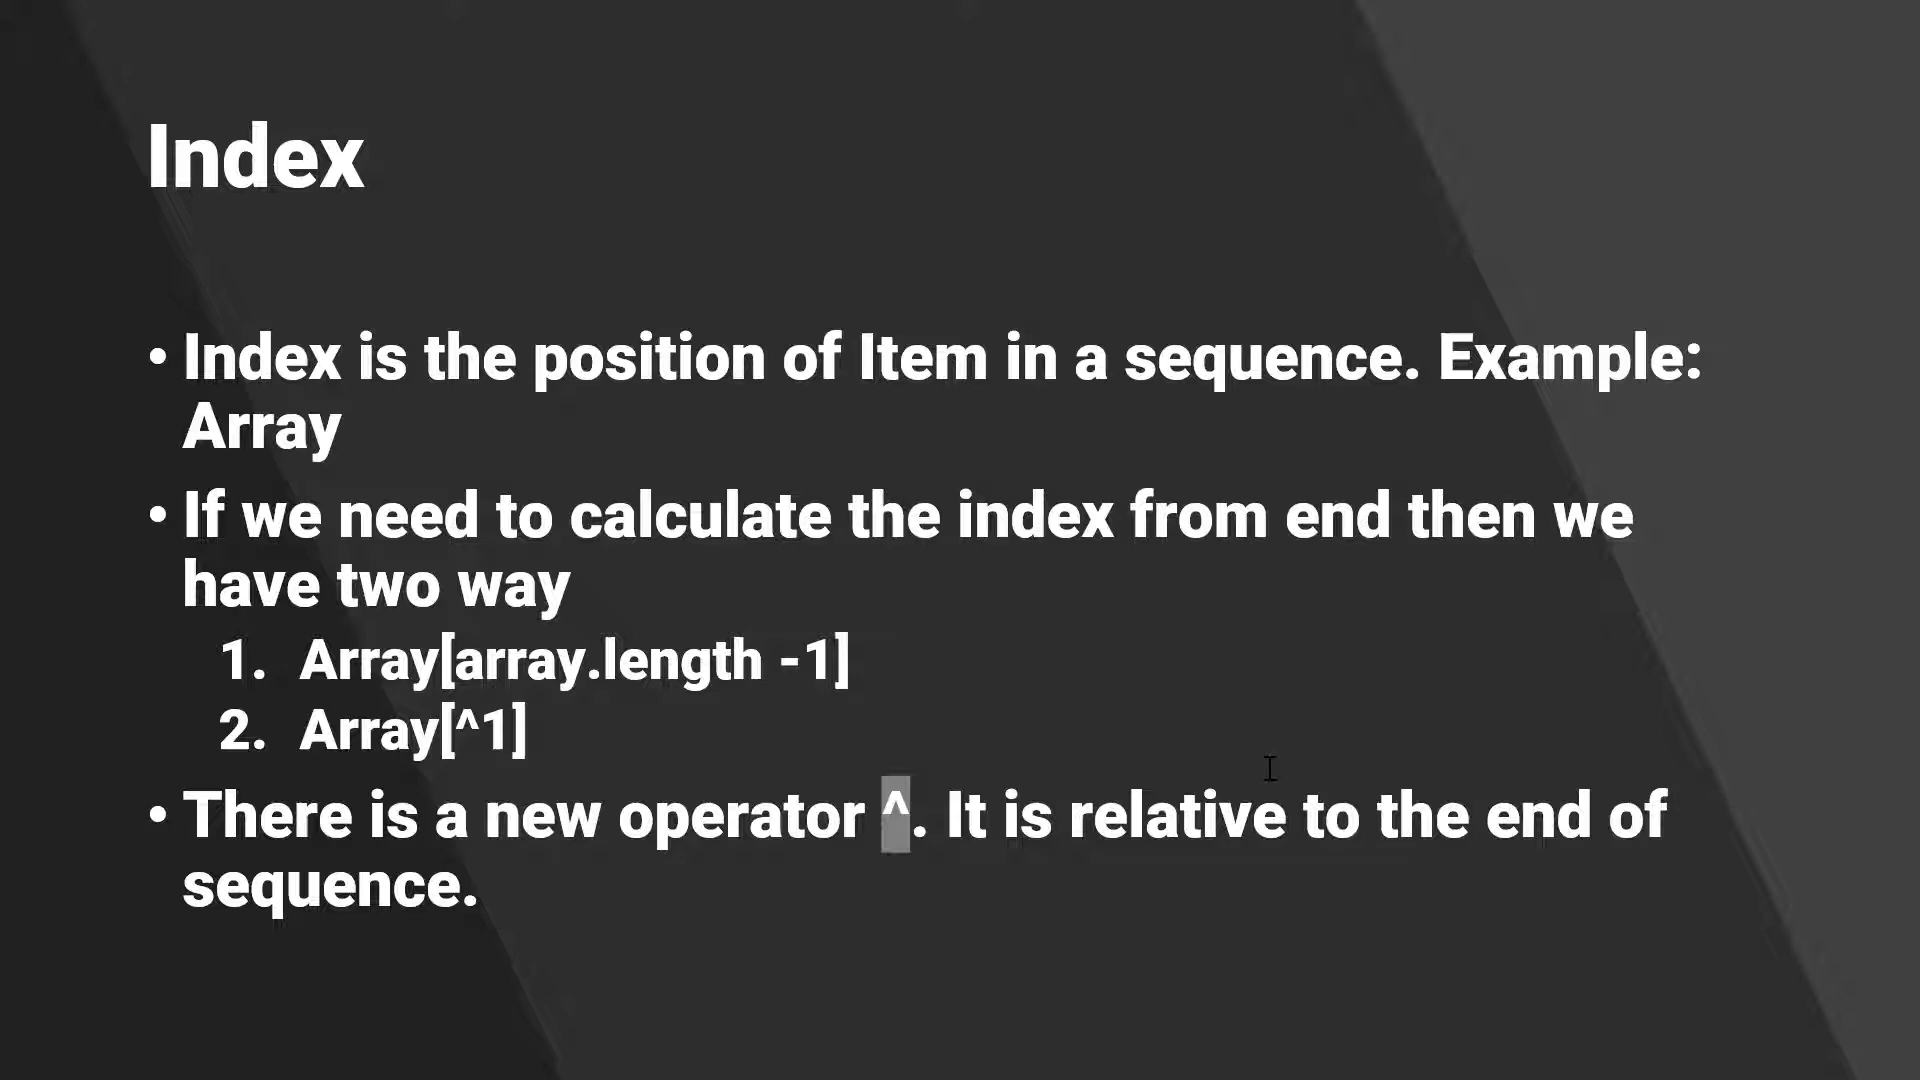 Index
• Index is the position of Item in a sequence. Example:
Array
• If we need to calculate the index from end then we
have two way
1. Array[array.length -1]
2. Array[^1]
• There is a new operator ^. It is relative to the end of
sequence.